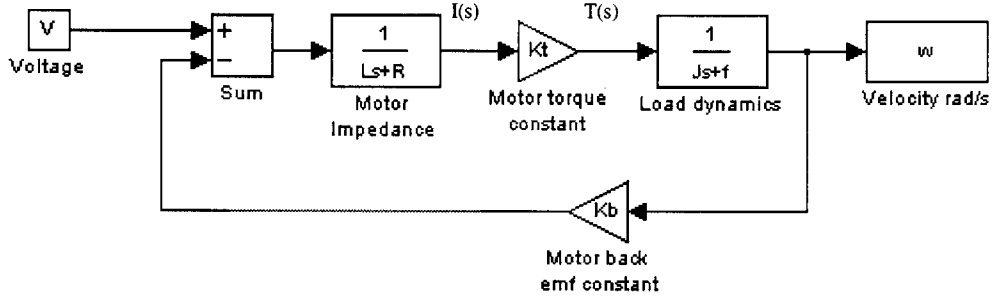 V
Voltage
+
−
Sum
1
Ls+R
Motor
Impedance
I(s)
Kt
Motor torque
constant
T(s)
1
Js+f
Load dynamics
w
Velocity rad/s
Kb
Motor back
emf constant